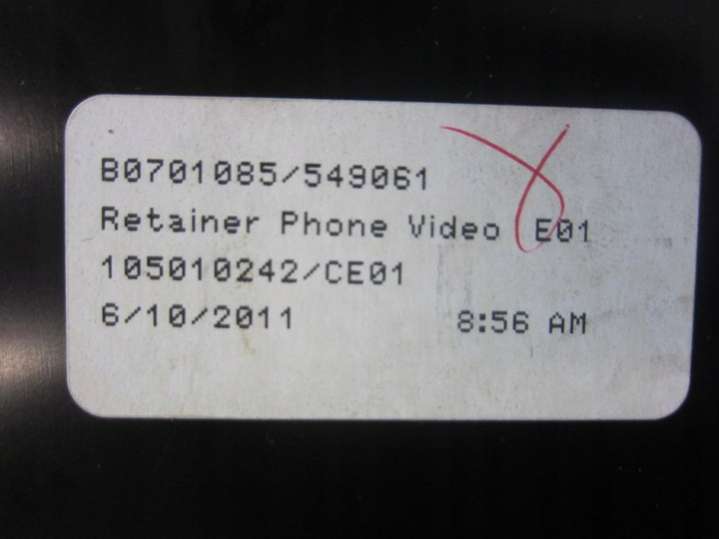 B0701085/549061
Retainer Phone Video E01
105010242/CE01
6/10/2011 8:56 AM